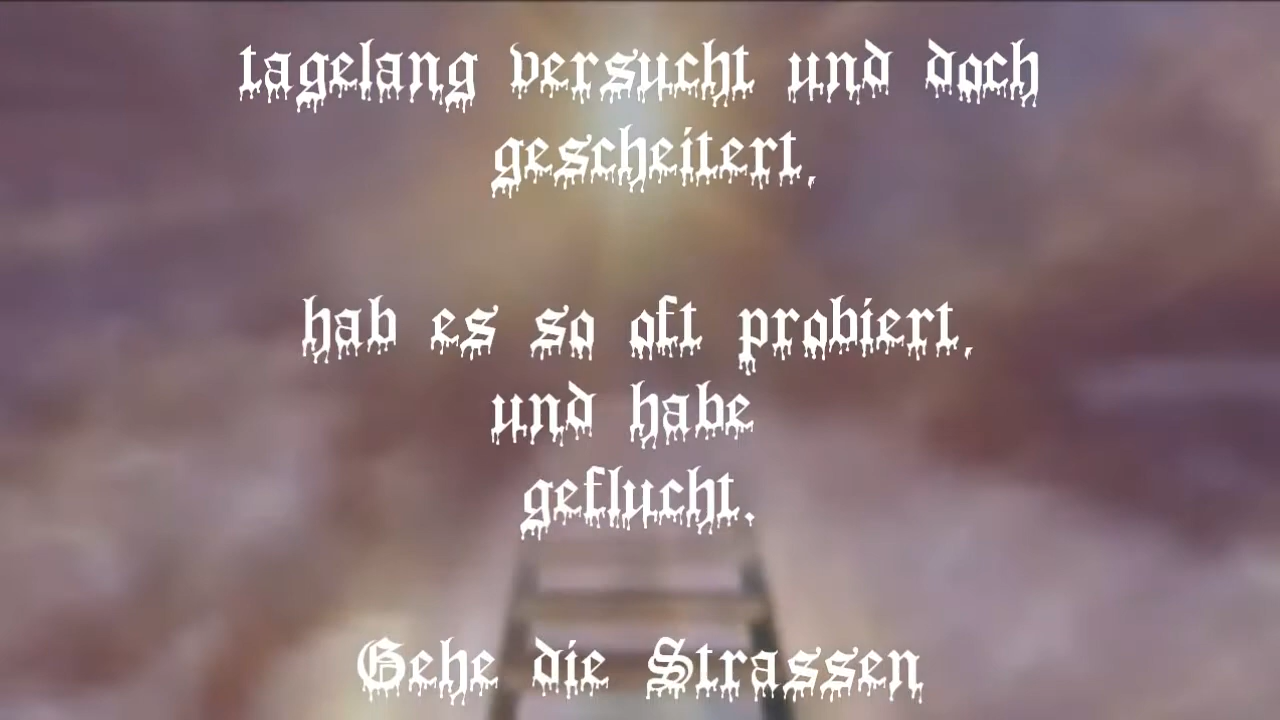 tagelang versucht und doch
gescheitert,
hab es so oft probiert,
und habe
geflucht.
Gehe die Strassen